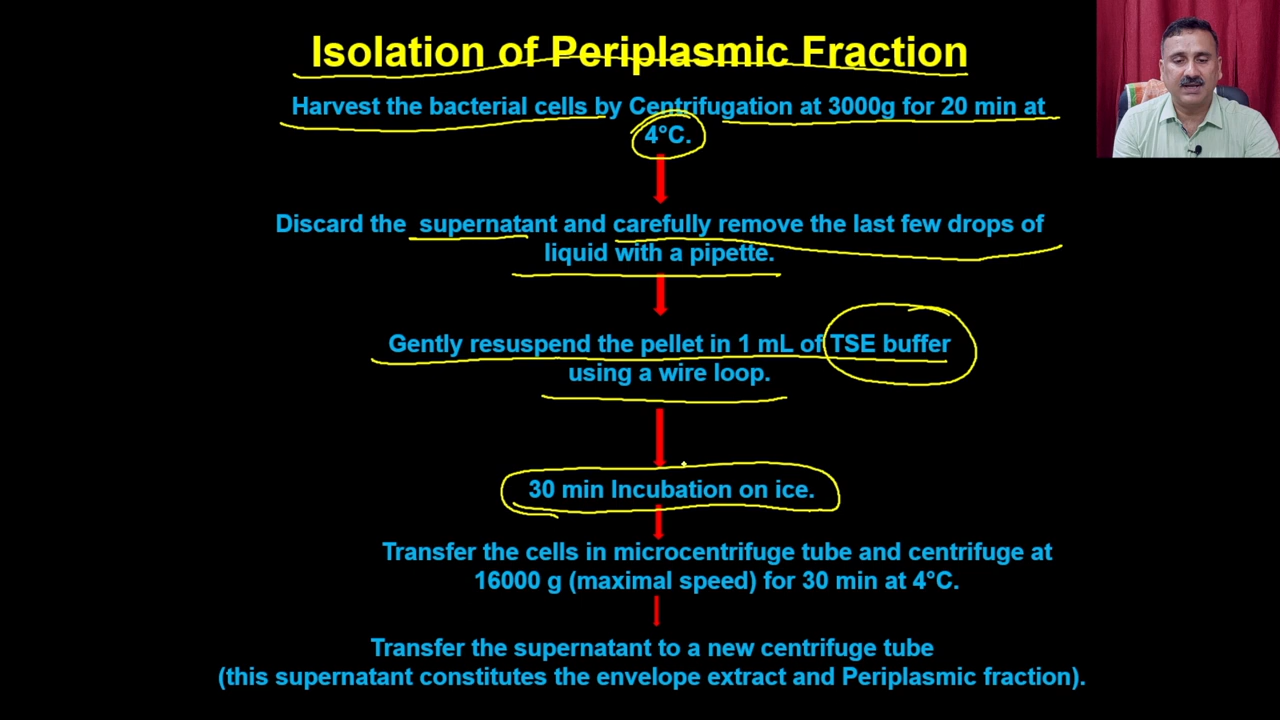 Isolation of Periplasmic Fraction
Harvest the bacterial cells by Centrifugation at 3000g for 20 min at
4°C.
Discard the supernatant and carefully remove the last few drops of
liquid with a pipette.
Gently resuspend the pellet in 1 mL of TSE buffer
using a wire loop.
30 min Incubation on ice.
Transfer the cells in microcentrifuge tube and centrifuge at
16000 g (maximal speed) for 30 min at 4°C.
Transfer the supernatant to a new centrifuge tube
(this supernatant constitutes the envelope extract and Periplasmic fraction).